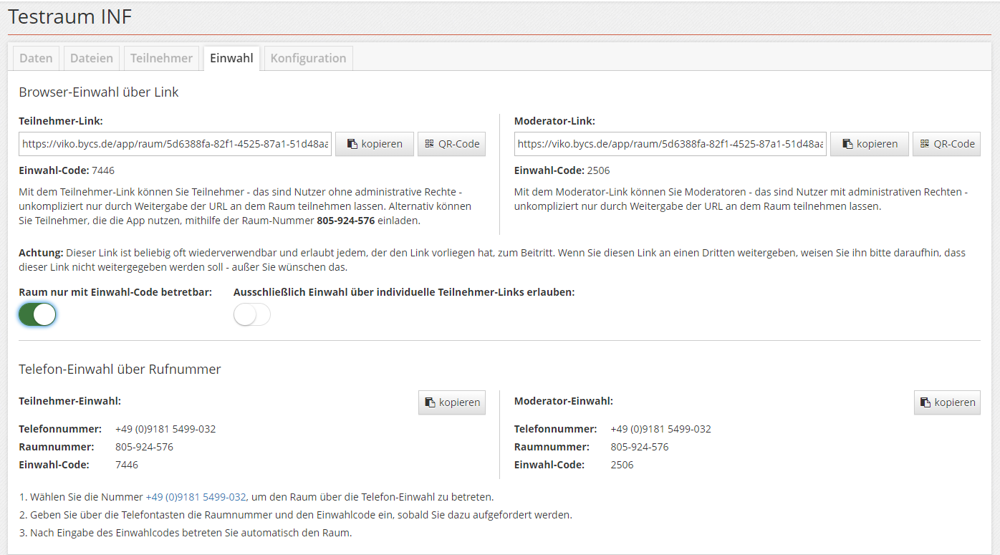 Testraum INF
Daten
Dateien
Teilnehmer
Einwahl
Konfiguration
Browser-Einwahl über Link
Teilnehmer-Link:
https://viko.bycs.de/app/raum/5d6388fa-82f1-4525-87a1-51d48aa
kopieren
QR-Code
Einwahl-Code: 7446
Mit dem Teilnehmer-Link können Sie Teilnehmer - das sind Nutzer ohne administrative Rechte -
unkompliziert nur durch Weitergabe der URL an dem Raum teilnehmen lassen. Alternativ können
Sie Teilnehmer, die die App nutzen, mithilfe der Raum-Nummer 805-924-576 einladen.
Moderator-Link:
https://viko.bycs.de/app/raum/5d6388fa-82f1-4525-87a1-51d48aa
kopieren
QR-Code
Einwahl-Code: 2506
Mit dem Moderator-Link können Sie Moderatoren - das sind Nutzer mit administrativen Rechten -
unkompliziert nur durch Weitergabe der URL an dem Raum teilnehmen lassen.
Achtung: Dieser Link ist beliebig oft wiederverwendbar und erlaubt jedem, der den Link vorliegen hat, zum Beitritt. Wenn Sie diesen Link an einen Dritten weitergeben, weisen Sie ihn bitte daraufhin, dass
dieser Link nicht weitergegeben werden soll - außer Sie wünschen das.
Raum nur mit Einwahl-Code betretbar:
Ausschließlich Einwahl über individuelle Teilnehmer-Links erlauben:
Telefon-Einwahl über Rufnummer
Teilnehmer-Einwahl:
kopieren
Telefonnummer: +49 (0)9181 5499-032
Raumnummer: 805-924-576
Einwahl-Code: 7446
Moderator-Einwahl:
kopieren
Telefonnummer: +49 (0)9181 5499-032
Raumnummer: 805-924-576
Einwahl-Code: 2506
1. Wählen Sie die Nummer +49 (0)9181 5499-032, um den Raum über die Telefon-Einwahl zu betreten.
2. Geben Sie über die Telefontasten die Raumnummer und den Einwahlcode ein, sobald Sie dazu aufgefordert werden.
3. Nach Eingabe des Einwahlcodes betreten Sie automatisch den Raum.